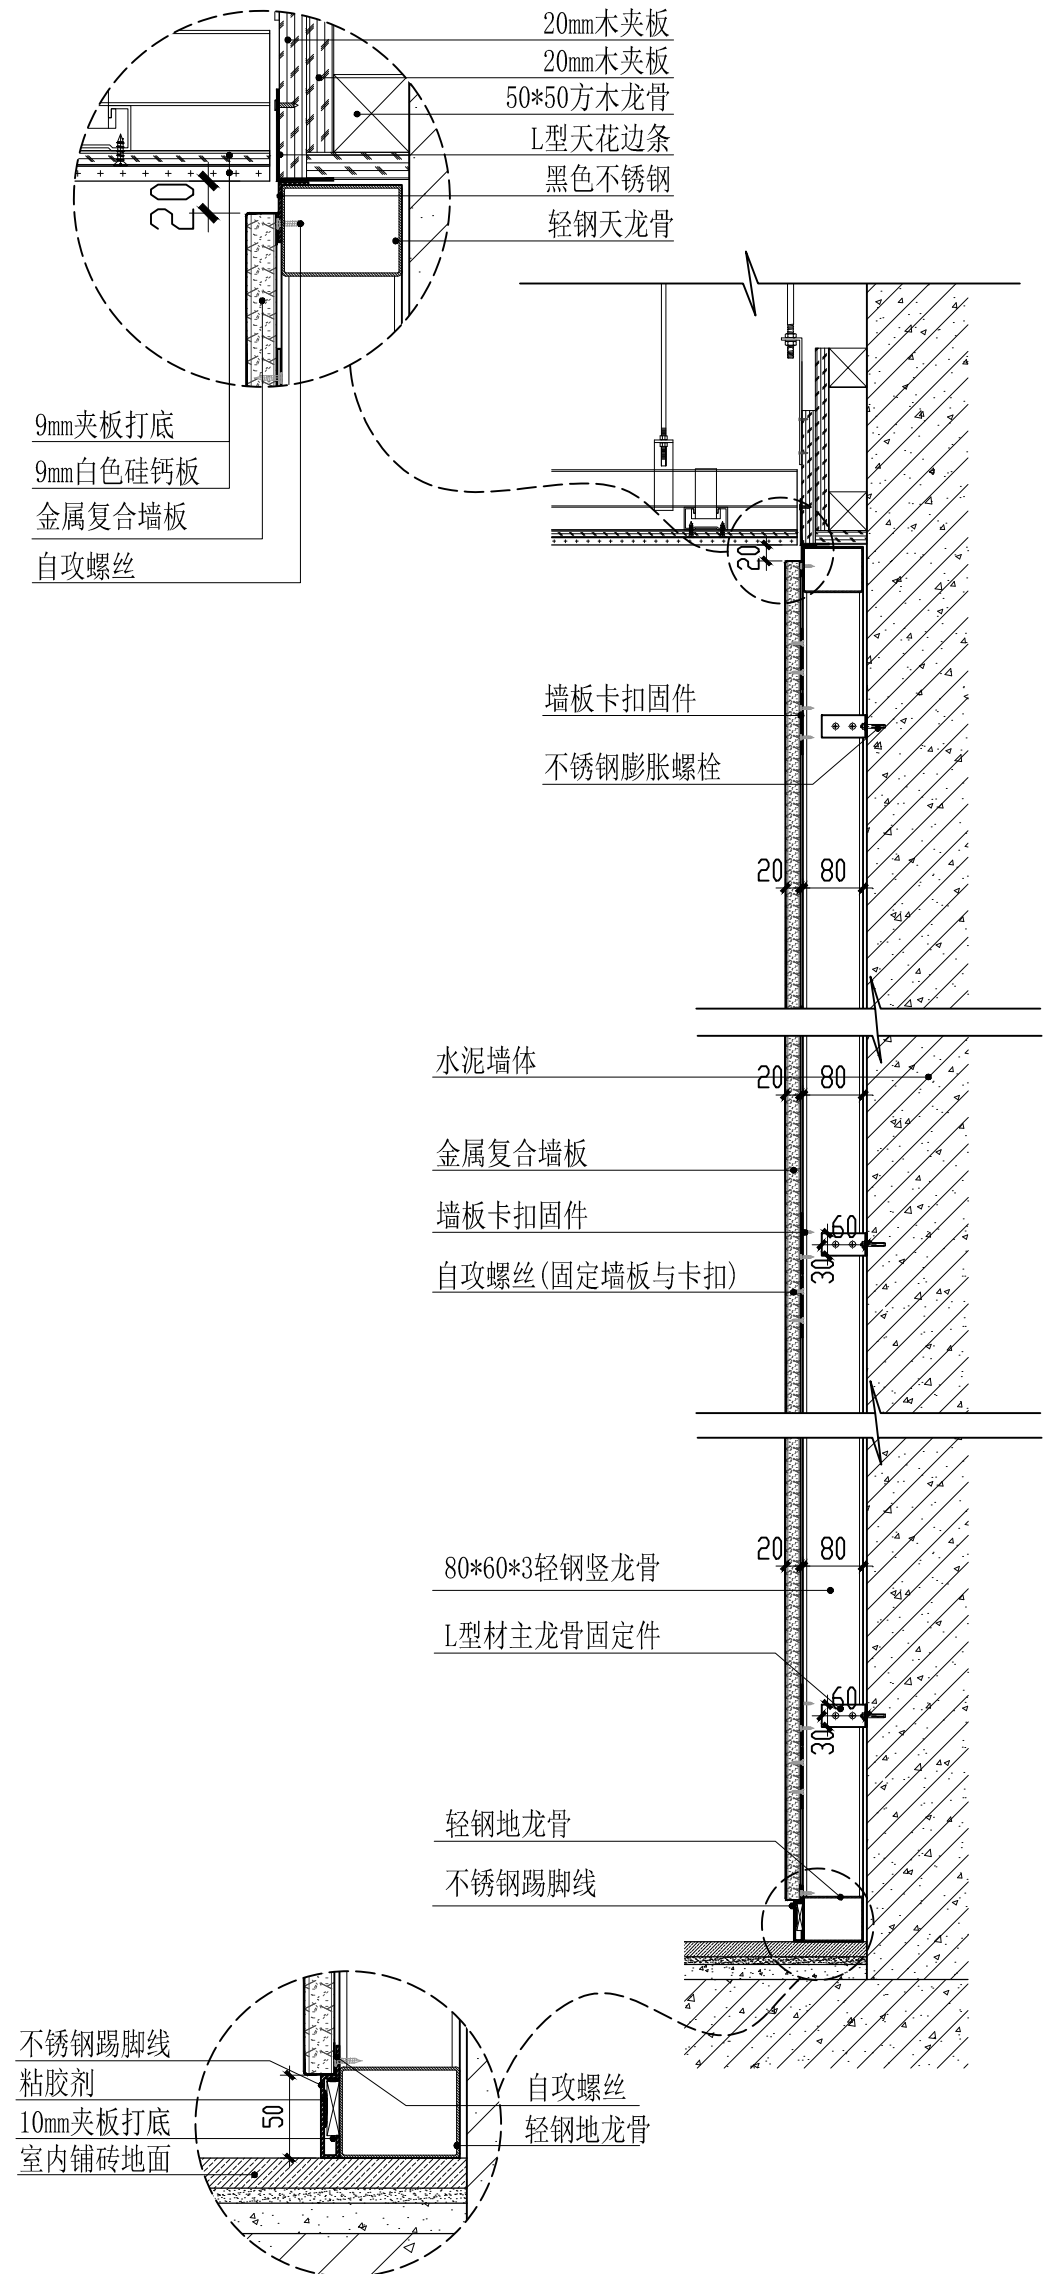 20mm木夹板
20mm木夹板
50*50方木龙骨
L型天花边条
黑色不锈钢
轻钢天龙骨
20
9mm夹板打底
9mm白色硅钙板
金属复合墙板
自攻螺丝
20
墙板卡扣固件
不锈钢膨胀螺栓
20 80
水泥墙体
20 80
金属复合墙板
墙板卡扣固件
60
自攻螺丝(固定墙板与卡扣)
30
20 80
80*60*3轻钢竖龙骨
L型材主龙骨固定件
60
30
轻钢地龙骨
不锈钢踢脚线
不锈钢踢脚线
粘胶剂
10mm夹板打底
室内铺砖地面
50
自攻螺丝
轻钢地龙骨